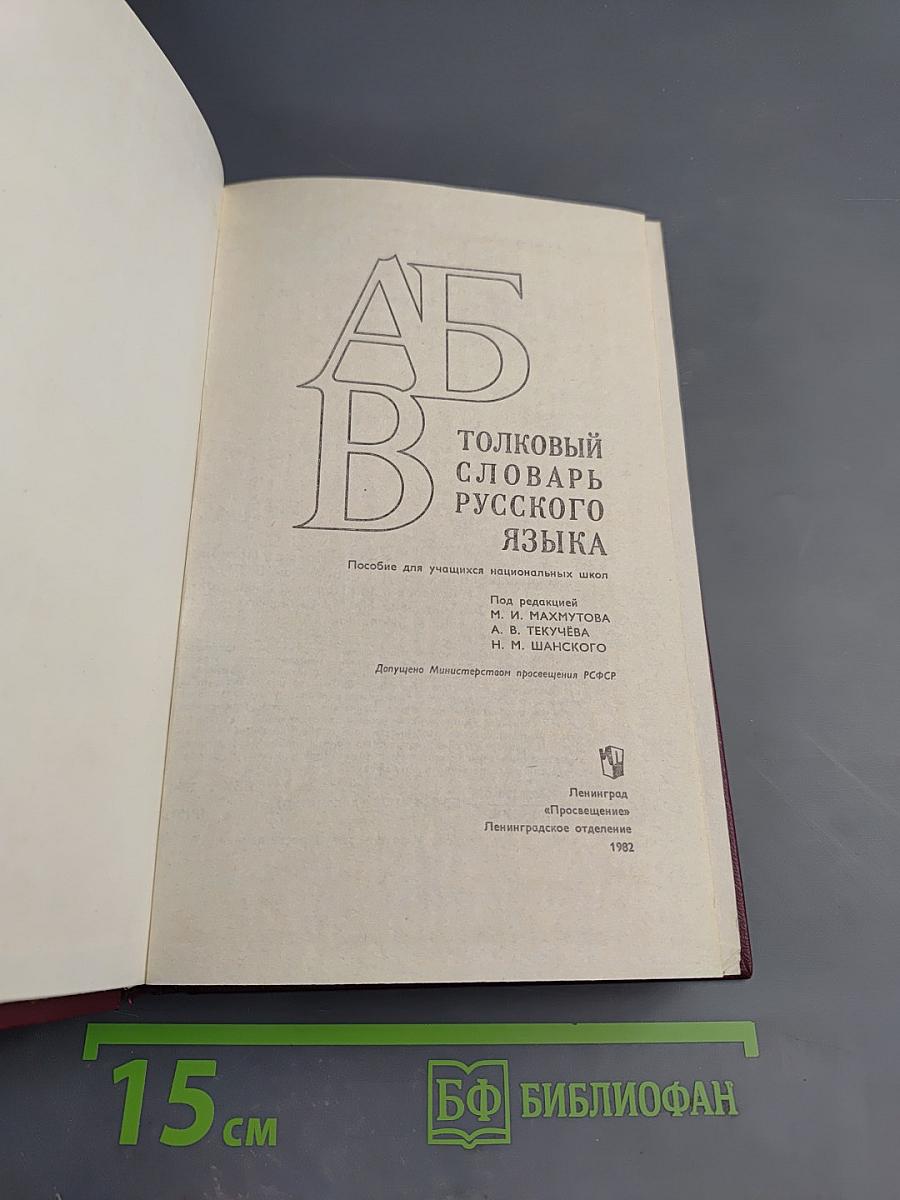 АБ
В
ТОЛКОВЫЙ
СЛОВАРЬ
РУССКОГО
ЯЗЫКА
Пособие для учащихся национальных школ
Под редакцией
М. И. МАХМУТОВА
А. В. ТЕКУЧЁВА
Н. М. ШАНСКОГО
Допущено Министерством просвещения РСФСР
Ленинград
«Просвещение»
Ленинградское отделение
1982
15 см
БФ БИБЛИОФАН